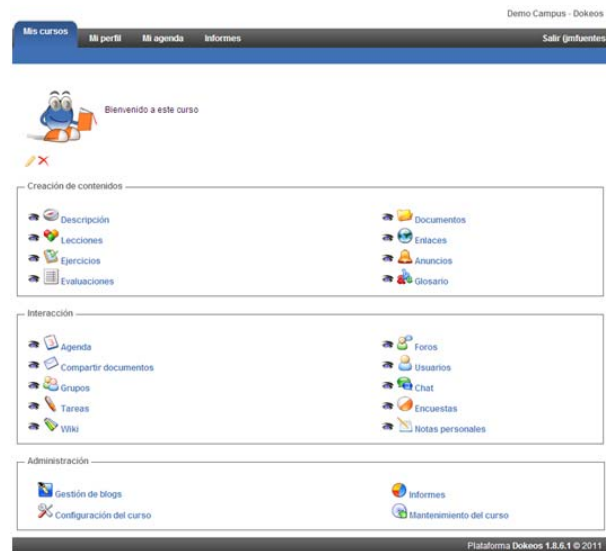 Demo Campus - Dokeos
Mis cursos Mi perfil Mi agenda Informes Salir (jmfuentes
Bienvenido a este curso
Creación de contenidos
Descripción Documentos
Lecciones Enlaces
Ejercicios Anuncios
Evaluaciones Glosario
Interacción
Agenda Foros
Compartir documentos Usuarios
Grupos Chat
Tareas Encuestas
Wiki Notas personales
Administración
Gestión de blogs Informes
Configuración del curso Mantenimiento del curso
Plataforma Dokeos 1.8.6.1 © 2011